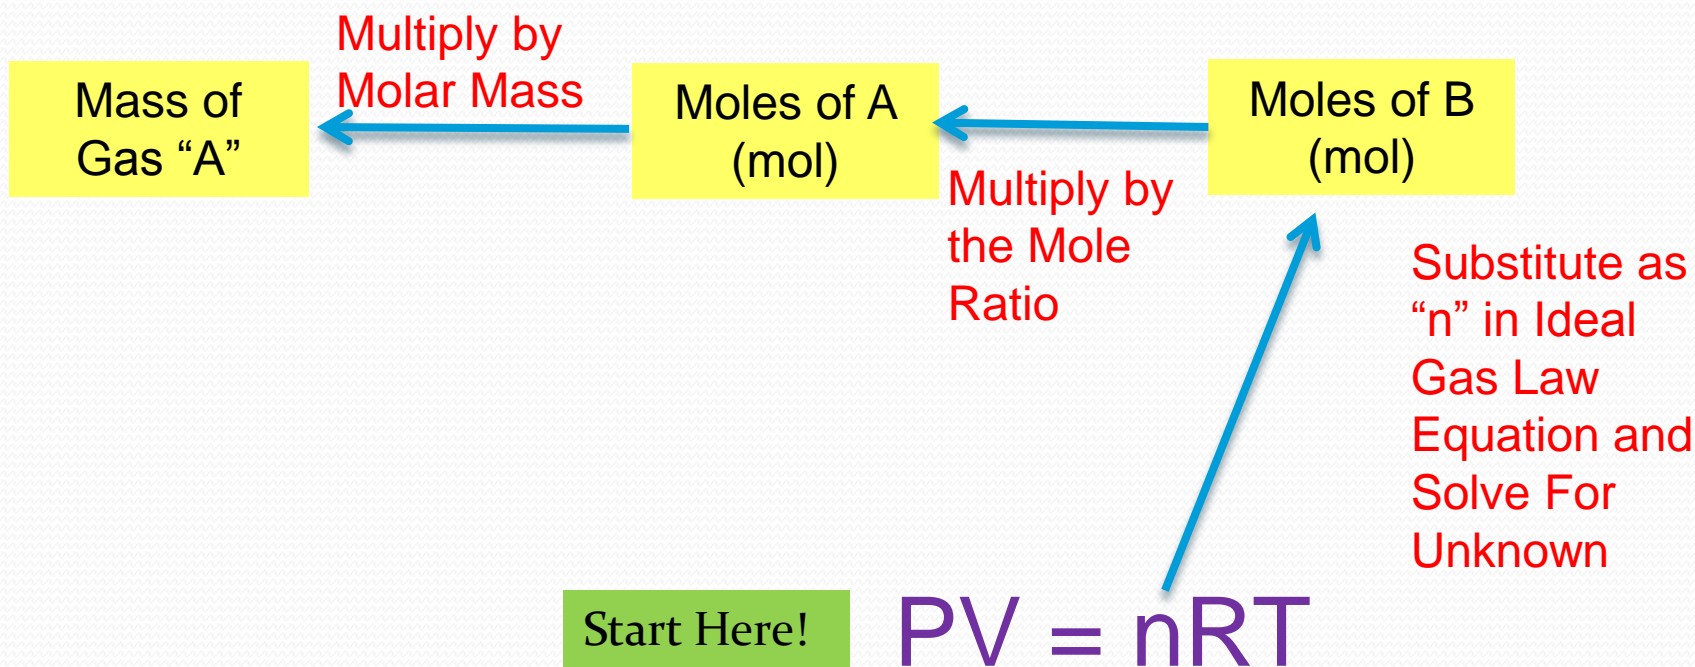 Multiply by
Molar Mass
Mass of
Gas “A”
Moles of A
(mol)
Moles of B
(mol)
Multiply by
the Mole
Ratio
Substitute as
“n” in Ideal
Gas Law
Equation and
Solve For
Unknown
Start Here!
PV = nRT